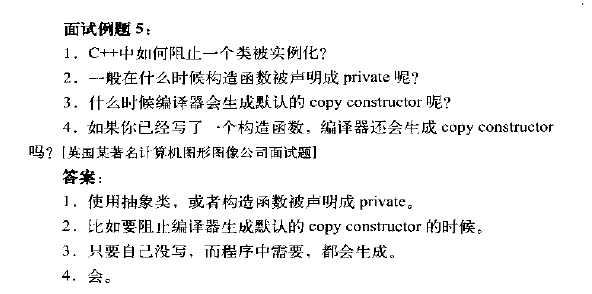 面试例题 5：
1．C++中如何阻止一个类被实例化？
2．一般在什么时候构造函数被声明成 private 呢？
3．什么时候编译器会生成默认的 copy constructor 呢？
4．如果你已经写了一个构造函数，编译器还会生成 copy constructor
吗？[英国某著名计算机图形图像公司面试题]
答案：
1．使用抽象类，或者构造函数被声明成 private。
2．比如要阻止编译器生成默认的 copy constructor 的时候。
3．只要自己没写，而程序中需要，都会生成。
4．会。